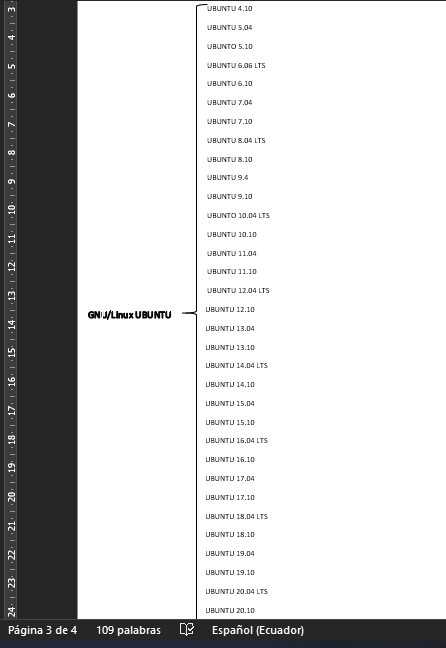 UBUNTU 4.10
UBUNTU 5.04
UBUNTO 5.10
UBUNTU 6.06 LTS
UBUNTU 6.10
UBUNTU 7.04
UBUNTU 7.10
UBUNTU 8.04 LTS
UBUNTU 8.10
UBUNTU 9.4
UBUNTU 9.10
UBUNTO 10.04 LTS
UBUNTU 10.10
UBUNTU 11.04
UBUNTU 11.10
UBUNTU 12.04 LTS
UBUNTU 12.10
GNU/Linux UBUNTU
UBUNTU 13.04
UBUNTU 13.10
UBUNTU 14.04 LTS
UBUNTU 14.10
UBUNTU 15.04
UBUNTU 15.10
UBUNTU 16.04 LTS
UBUNTU 16.10
UBUNTU 17.04
UBUNTU 17.10
UBUNTU 18.04 LTS
UBUNTU 18.10
UBUNTU 19.04
UBUNTU 19.10
UBUNTU 20.04 LTS
UBUNTU 20.10
3
4
5
6
7
8
9
10
11
12
13
14
15
16
17
18
19
20
21
22
23
24
Página 3 de 4 109 palabras Español (Ecuador)